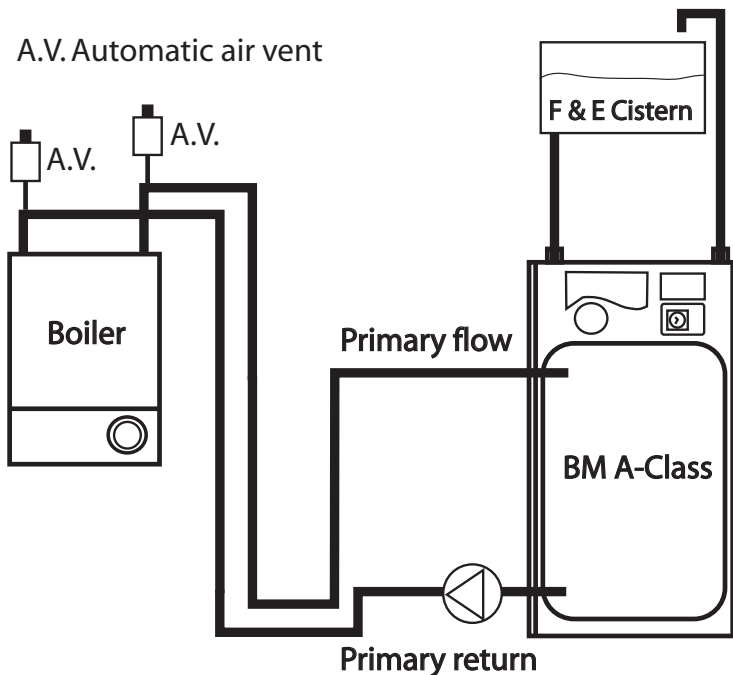 A.V. Automatic air vent
A.V.
A.V.
F & E Cistern
Boiler
Primary flow
BM A-Class
Primary return